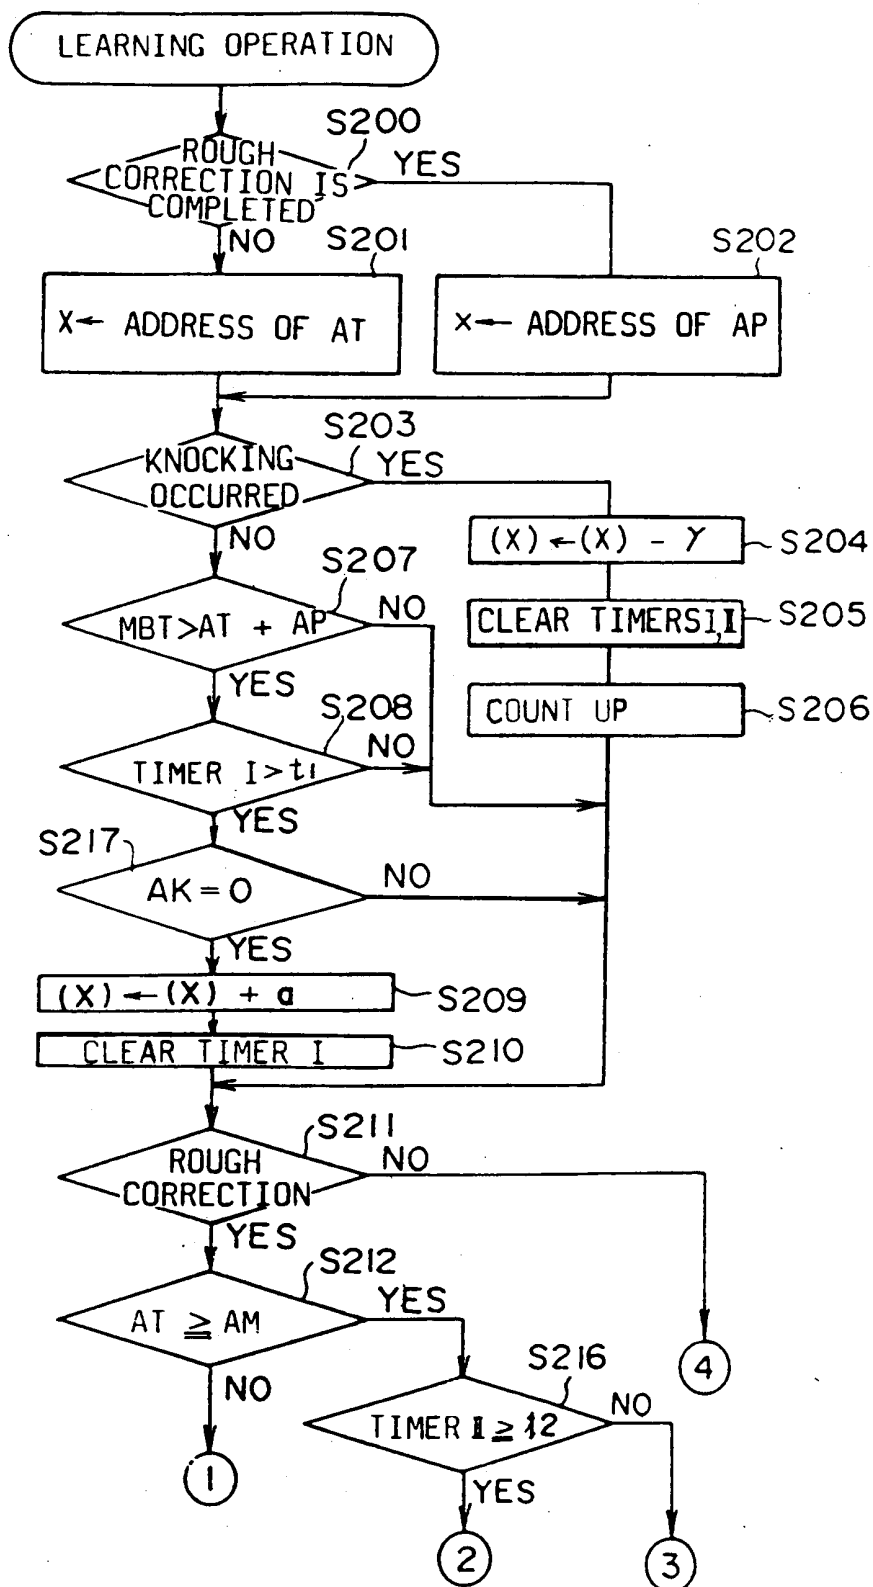 LEARNING OPERATION
S200
ROUGH
CORRECTION IS
COMPLETED
YES
NO
S201
S202
X← ADDRESS OF AT
X← ADDRESS OF AP
S203
KNOCKING
OCCURRED
YES
NO
(X) ←(X) - γ
S204
S207
MBT>AT + AP
NO
CLEAR TIMERS I, II
S205
YES
S208
COUNT UP
S206
TIMER I > t1
NO
YES
S217
AK = 0
NO
YES
(X) ← (X) + a
S209
CLEAR TIMER I
S210
S211
ROUGH
CORRECTION
NO
YES
S212
AT ≧ AM
YES
4
NO
S216
TIMER II ≥ t2
NO
1
YES
2
3